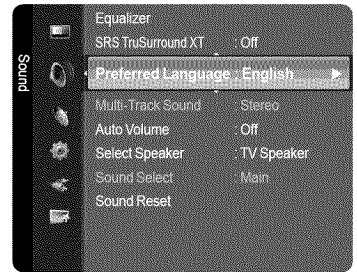 Sound
Equalizer
SRS TruSurround XT : Off
Preferred Language : English
Multi-Track Sound : Stereo
Auto Volume : Off
Select Speaker : TV Speaker
Sound Select : Main
Sound Reset